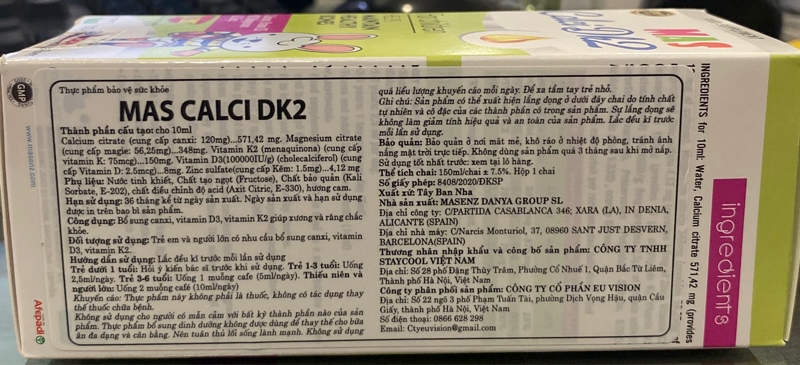 Thực phẩm bảo vệ sức khỏe
MAS CALCI DK2
Thành phần cấu tạo: cho 10ml
Calcium citrate (cung cấp canxi: 120mg)...571,42 mg. Magnesium citrate
(cung cấp magie: 56,25mg)...348mg. Vitamin K2 (menaquinona) (cung cấp
vitamin K: 75mcg)...150mg. Vitamin D3(100000IU/g) (cholecalciferol) (cung
cấp Vitamin D: 2.5mcg)...8mg. Zinc sulfate(cung cấp Kẽm: 1.5mg)...4,12 mg
Phụ liệu: Nước tinh khiết, Chất tạo ngọt (Fructose), Chất bảo quản (Kali
Sorbate, E-202), chất điều chỉnh độ acid (Axit Citric, E-330), hương cam.
Hạn sử dụng: 36 tháng kể từ ngày sản xuất. Ngày sản xuất và hạn sử dụng
được in trên bao bì sản phẩm.
Công dụng: Bổ sung canxi, vitamin D3, vitamin K2 giúp xương và răng chắc
khỏe.
Đối tượng sử dụng: Trẻ em và người lớn có nhu cầu bổ sung canxi, vitamin
D3, vitamin K2.
Hướng dẫn sử dụng: Lắc đều kĩ trước mỗi lần sử dụng
Trẻ dưới 1 tuổi: Hỏi ý kiến bác sĩ trước khi sử dụng. Trẻ 1-3 tuổi: Uống
2,5ml/ngày. Trẻ 3-6 tuổi: Uống 1 muỗng cafe (5ml/ngày). Thiếu niên và
người lớn: Uống 2 muỗng café (10ml/ngày)
Khuyến cáo: Thực phẩm này không phải là thuốc, không có tác dụng thay
thế thuốc chữa bệnh.
Không sử dụng cho người có mẫn cảm với bất kỳ thành phần nào của sản
phẩm. Thực phẩm bổ sung dinh dưỡng không được dùng để thay thế cho bữa
ăn đa dạng và cân bằng. Nên tuân thủ lối sống lành mạnh. Không sử dụng
quá liều lượng khuyến cáo mỗi ngày. Để xa tầm tay trẻ nhỏ.
Ghi chú: Sản phẩm có thể xuất hiện lắng đọng ở dưới đáy chai do tính chất
tự nhiên và cô đặc của các thành phần có trong sản phẩm. Sự lắng đọng sẽ
không làm giảm tính hiệu quả và an toàn của sản phẩm. Lắc đều kĩ trước
mỗi lần sử dụng.
Bảo quản: Bảo quản ở nơi mát mẻ, khô ráo ở nhiệt độ phòng, tránh ánh
nắng mặt trời trực tiếp. Không dùng sản phẩm quá 3 tháng sau khi mở nắp.
Sử dụng tốt nhất trước: xem tại lô hàng.
Thể tích chai: 150ml/chai ± 7.5%. Hộp 1 chai
Số giấy phép: 8408/2020/ĐKSP
Xuất xứ: Tây Ban Nha
Nhà sản xuất: MASENZ DANYA GROUP SL
Địa chỉ công ty: C/PARTIDA CASABLANCA 346; XARA (LA), IN DENIA,
ALICANTE (SPAIN)
Địa chỉ nhà máy: C/Narcis Monturiol, 37, 08960 SANT JUST DESVERN,
BARCELONA(SPAIN)
Thương nhân nhập khẩu và công bố sản phẩm: CÔNG TY TNHH
STAYCOOL VIỆT NAM
Địa chỉ: Số 28 phố Đặng Thùy Trâm, Phường Cổ Nhuế 1, Quận Bắc Từ Liêm,
Thành phố Hà Nội, Việt Nam
Công ty phân phối sản phẩm: CÔNG TY CỔ PHẦN EU VISION
Địa chỉ: Số 22 ngõ 3 phố Phạm Tuấn Tài, phường Dịch Vọng Hậu, quận Cầu
Giấy, thành phố Hà Nội, Việt Nam
Số điện thoại: 0866 628 298
Email: Ctyeuvision@gmail.com
GMP
www.masenz.com
Afepadi
MAS
Calci DK2
INGREDIENTS for 10ml: Water, Calcium citrate 571,42 mg (provides
ingredients